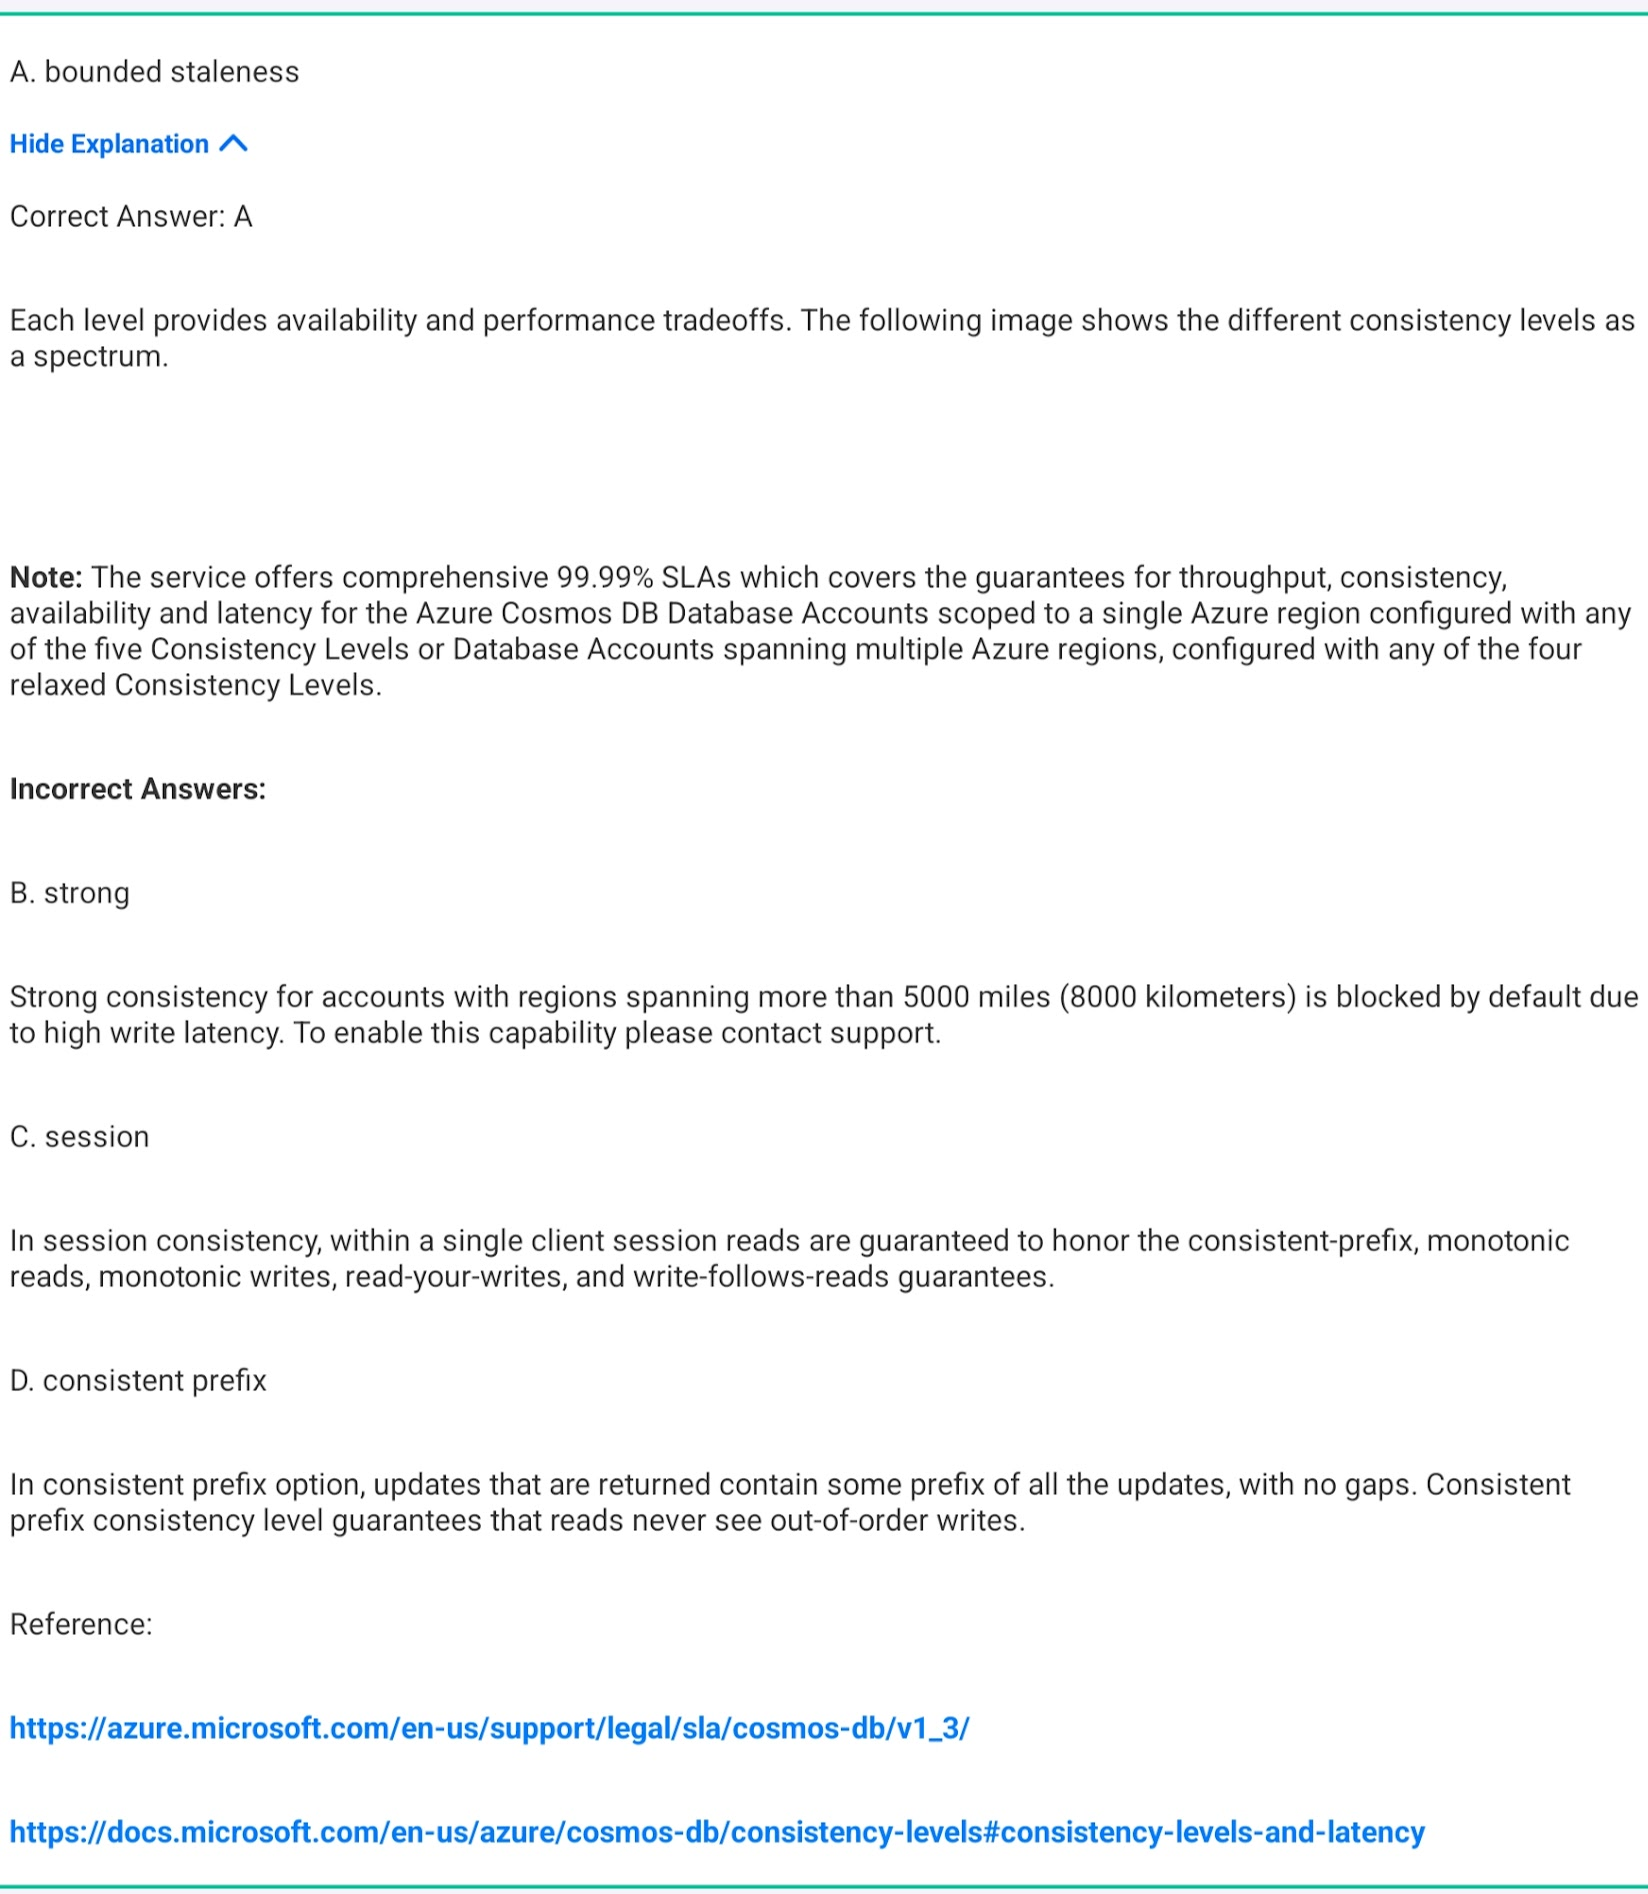 A. bounded staleness
Hide Explanation
Correct Answer: A
Each level provides availability and performance tradeoffs. The following image shows the different consistency levels as
a spectrum.
Note: The service offers comprehensive 99.99% SLAs which covers the guarantees for throughput, consistency,
availability and latency for the Azure Cosmos DB Database Accounts scoped to a single Azure region configured with any
of the five Consistency Levels or Database Accounts spanning multiple Azure regions, configured with any of the four
relaxed Consistency Levels.
Incorrect Answers:
B. strong
Strong consistency for accounts with regions spanning more than 5000 miles (8000 kilometers) is blocked by default due
to high write latency. To enable this capability please contact support.
C. session
In session consistency, within a single client session reads are guaranteed to honor the consistent-prefix, monotonic
reads, monotonic writes, read-your-writes, and write-follows-reads guarantees.
D. consistent prefix
In consistent prefix option, updates that are returned contain some prefix of all the updates, with no gaps. Consistent
prefix consistency level guarantees that reads never see out-of-order writes.
Reference:
https://azure.microsoft.com/en-us/support/legal/sla/cosmos-db/v1_3/
https://docs.microsoft.com/en-us/azure/cosmos-db/consistency-levels#consistency-levels-and-latency